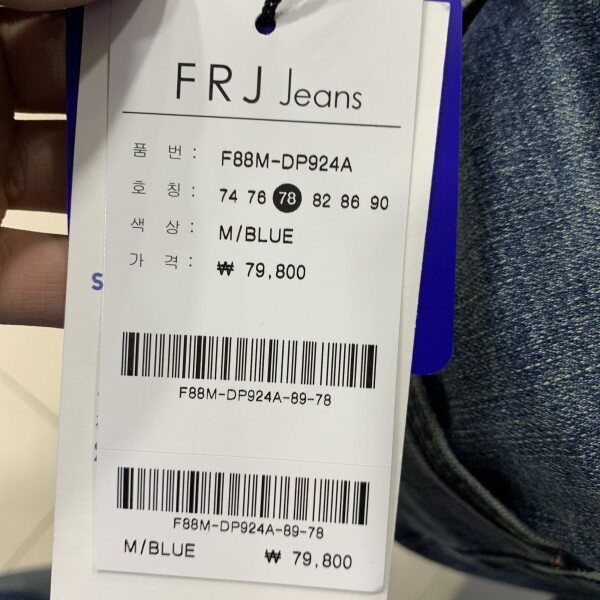 FRJ Jeans
품 번 : F88M-DP924A
호 칭 : 74 76 78 82 86 90
색 상 : M/BLUE
가 격 : ₩ 79,800
F88M-DP924A-89-78
F88M-DP924A-89-78
M/BLUE ₩ 79,800